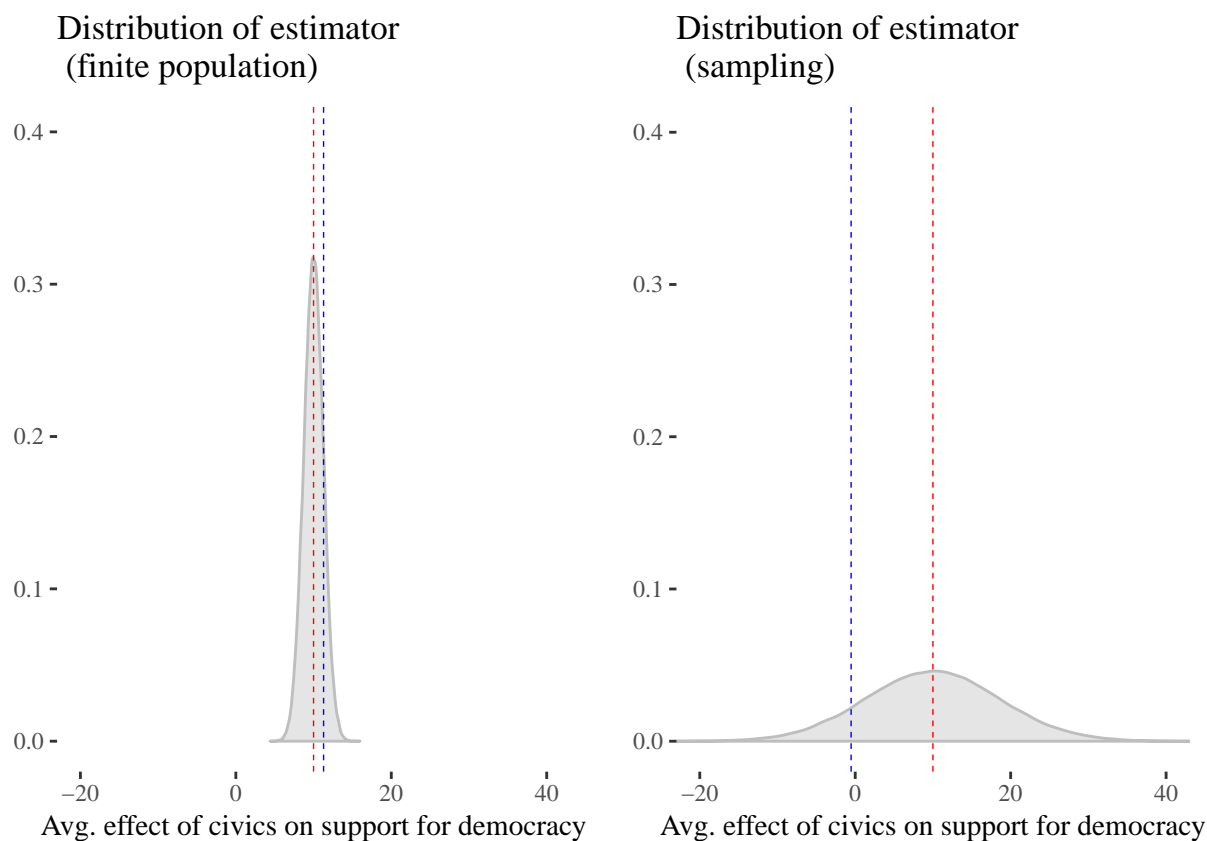 Distribution of estimator
(finite population)
0.4
0.3
0.2
0.1
0.0
−20 0 20 40
Avg. effect of civics on support for democracy
Distribution of estimator
(sampling)
0.4
0.3
0.2
0.1
0.0
−20 0 20 40
Avg. effect of civics on support for democracy